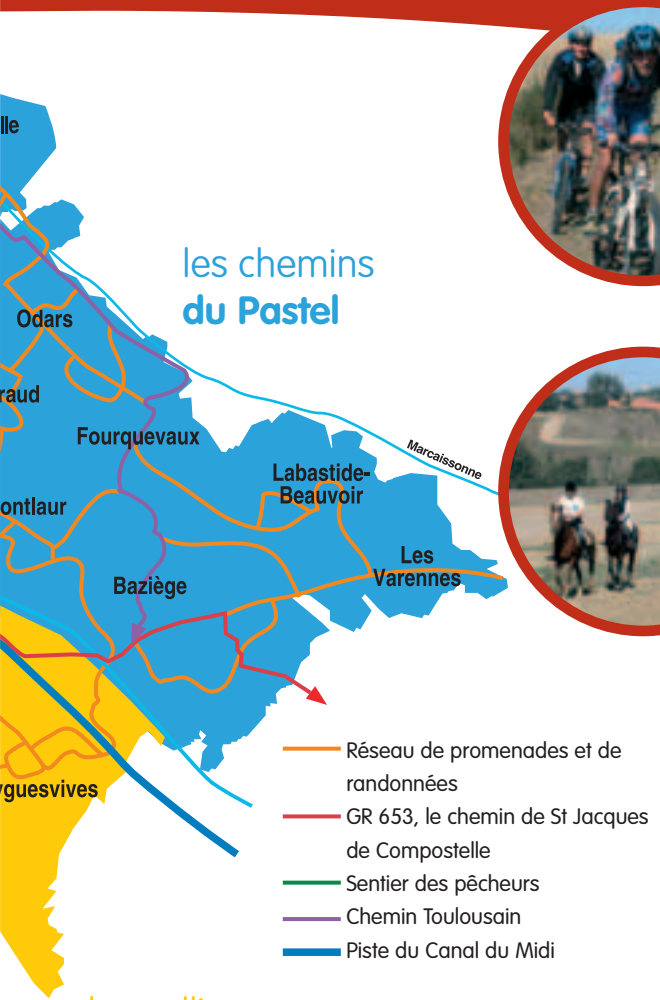 lle
les chemins
du Pastel
Odars
raud
Fourquevaux
Marcaissonne
Labastide-
Beauvoir
ontlaur
Les
Varennes
Baziège
Réseau de promenades et de
randonnées
GR 653, le chemin de St Jacques
de Compostelle
yguesvives
Sentier des pêcheurs
Chemin Toulousain
Piste du Canal du Midi